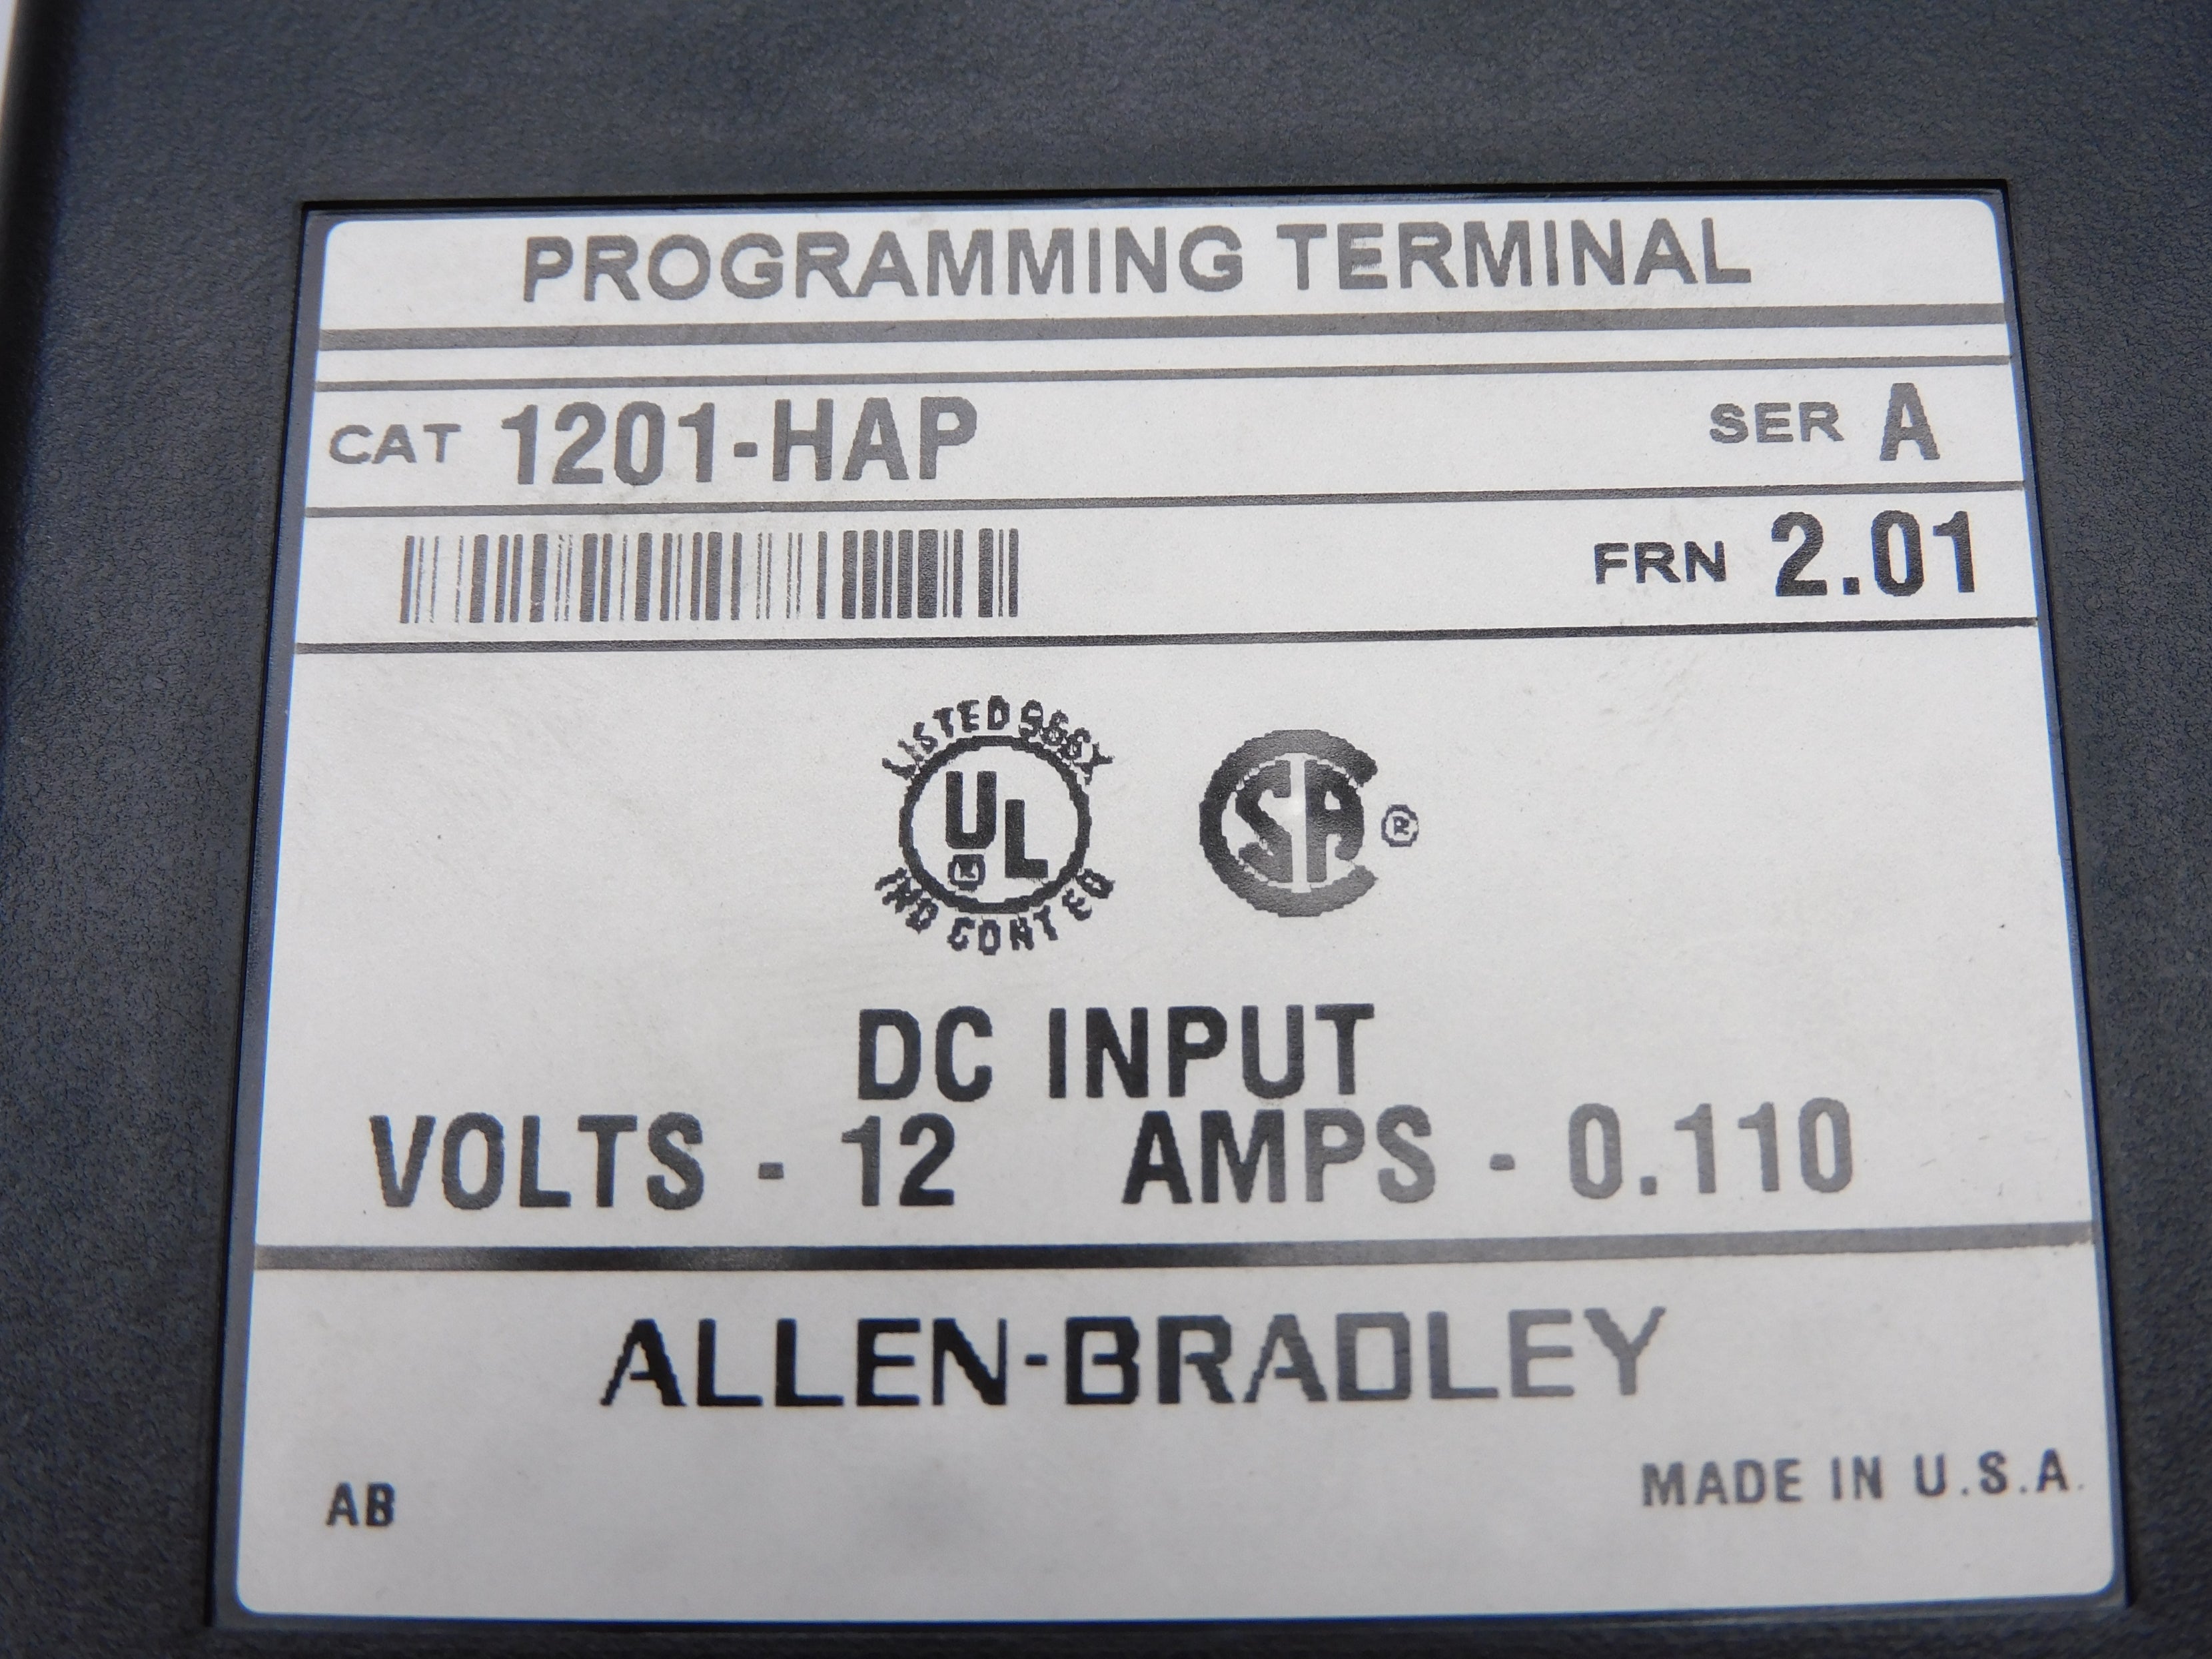 PROGRAMMING TERMINAL
CAT 1201-HAP SER A
FRN 2.01
LISTED 966X
UL ®
IND CONT EQ
SA ®
DC INPUT
VOLTS - 12 AMPS - 0.110
ALLEN-BRADLEY
AB MADE IN U.S.A.